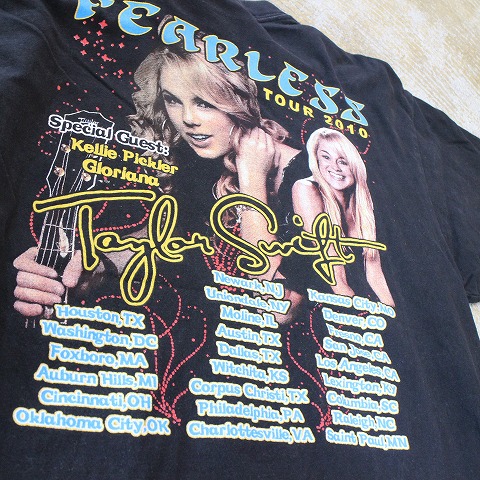 FEARLESS
TOUR 2010
Special Guest:
Kellie Pickler
Gloriana
Taylor Swift
Houston,TX
Washington,DC
Foxboro,MA
Auburn Hills,MI
Cincinnati,OH
Oklahoma City,OK
Newark,NJ
Uniondale,NY
Moline,IL
Austin,TX
Dallas,TX
Witchita,KS
Corpus Christi,TX
Philadelphia,PA
Charlottesville,VA
Kansas City,MO
Denver,CO
Fresno,CA
San Jose,CA
Los Angeles,CA
Lexington,KY
Columbia,SC
Raleigh,NC
Saint Paul,MN